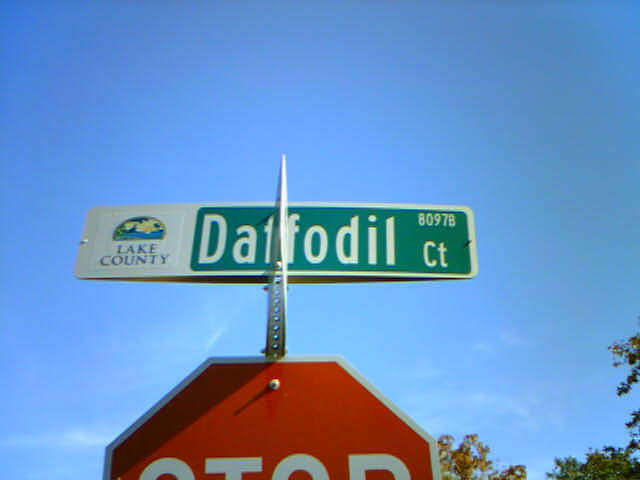 LAKE
COUNTY
Daffodil
8097B
Ct
STOP